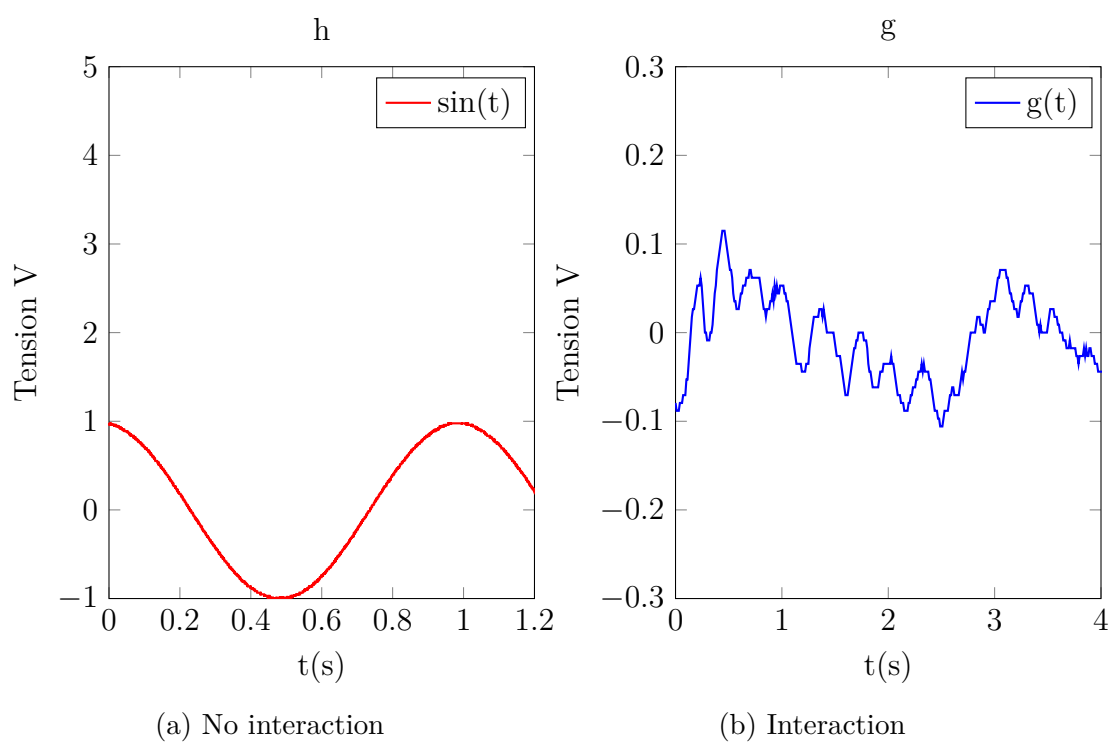 h
5
4
3
2
1
0
−1
0 0.2 0.4 0.6 0.8 1 1.2
Tension V
t(s)
sin(t)
(a) No interaction
g
0.3
0.2
0.1
0
−0.1
−0.2
−0.3
0 1 2 3 4
Tension V
t(s)
g(t)
(b) Interaction